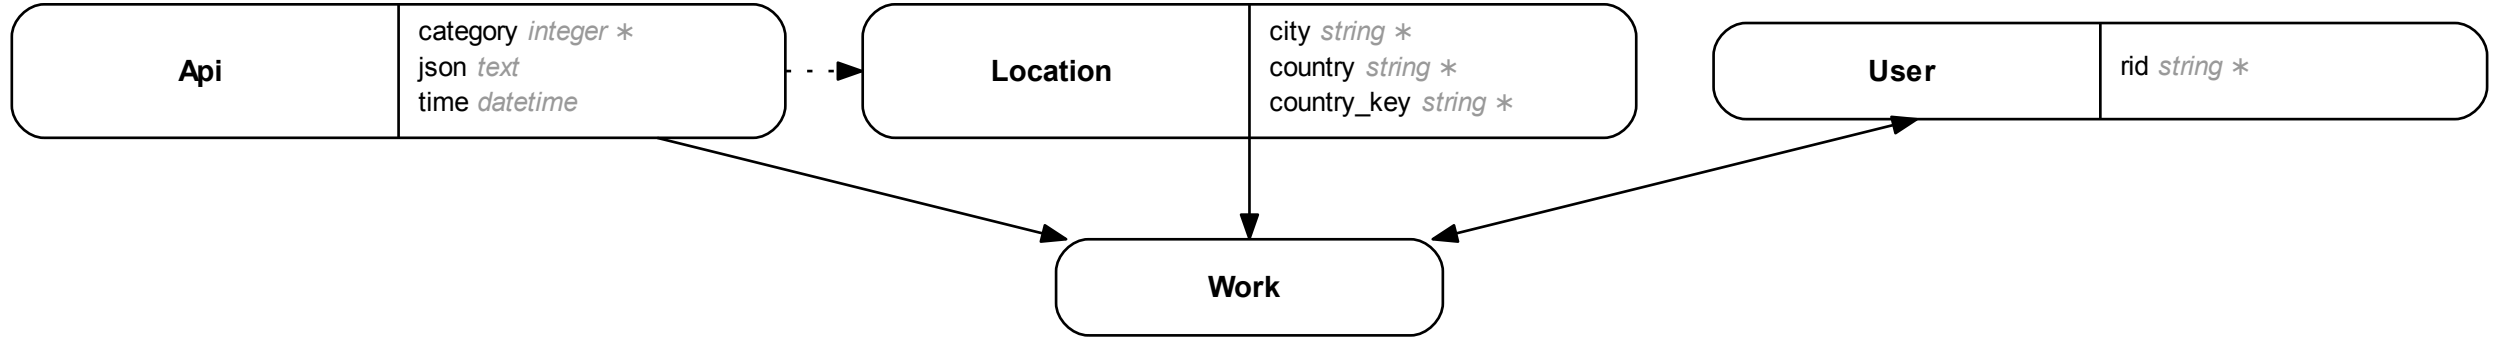 Api
category integer ∗
json text
time datetime
Location
city string ∗
country string ∗
country_key string ∗
User
rid string ∗
Work